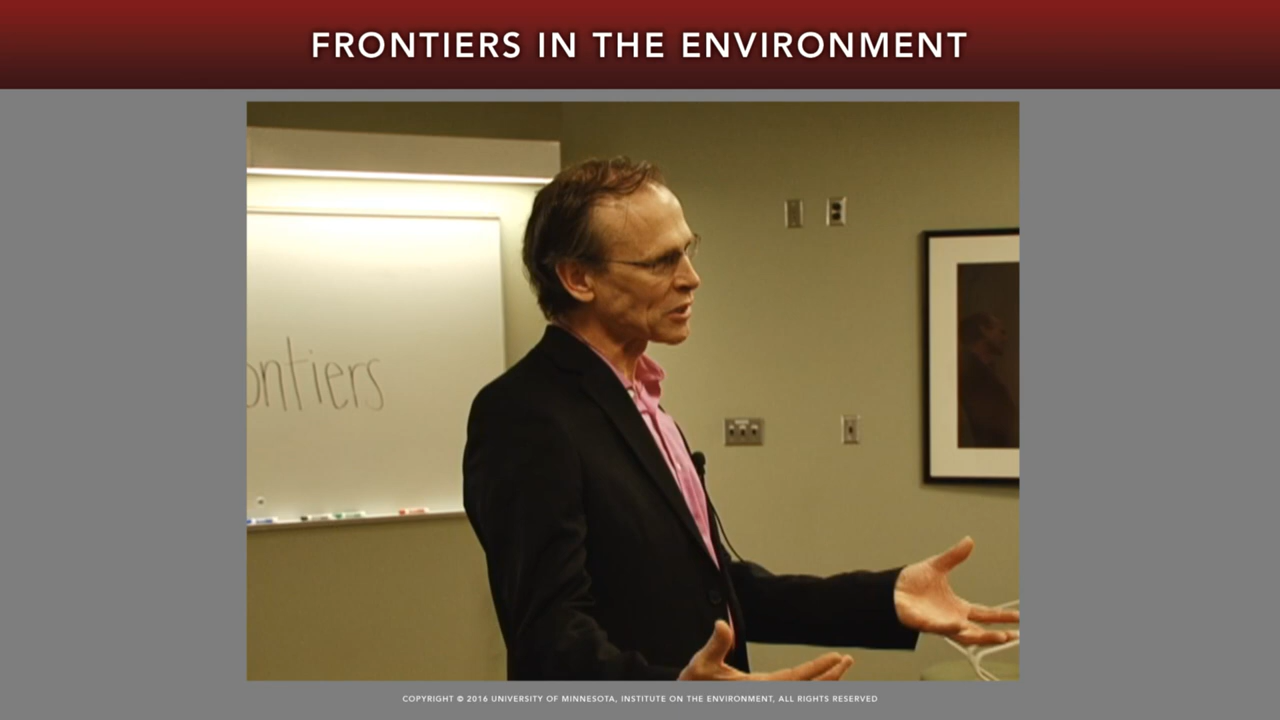 FRONTIERS IN THE ENVIRONMENT
ontiers
COPYRIGHT © 2016 UNIVERSITY OF MINNESOTA, INSTITUTE ON THE ENVIRONMENT, ALL RIGHTS RESERVED